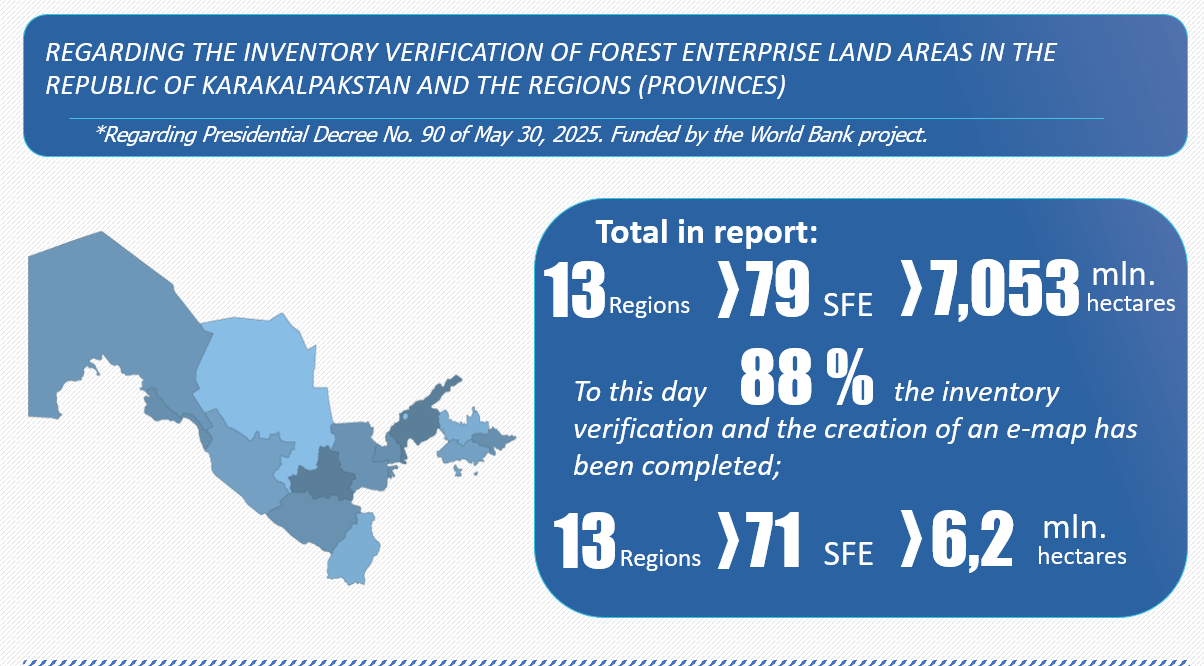 REGARDING THE INVENTORY VERIFICATION OF FOREST ENTERPRISE LAND AREAS IN THE
REPUBLIC OF KARAKALPAKSTAN AND THE REGIONS (PROVINCES)
*Regarding Presidential Decree No. 90 of May 30, 2025. Funded by the World Bank project.
Total in report:
13 Regions ⟩79 SFE ⟩7,053 mln. hectares
To this day 88 % the inventory
verification and the creation of an e-map has
been completed;
13 Regions ⟩71 SFE ⟩6,2 mln. hectares